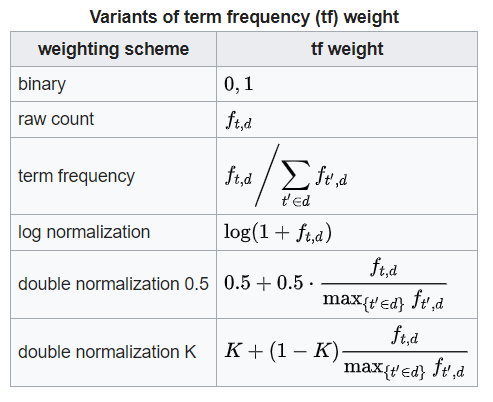 Variants of term frequency (tf) weight
weighting scheme tf weight
binary 0, 1
raw count f_{t,d}
term frequency f_{t,d} / ∑_{t′∈d} f_{t′,d}
log normalization log(1 + f_{t,d})
double normalization 0.5 0.5 + 0.5 · \frac{f_{t,d}}{max_{\{t′∈d\}} f_{t′,d}}
double normalization K K + (1 − K) \frac{f_{t,d}}{max_{\{t′∈d\}} f_{t′,d}}